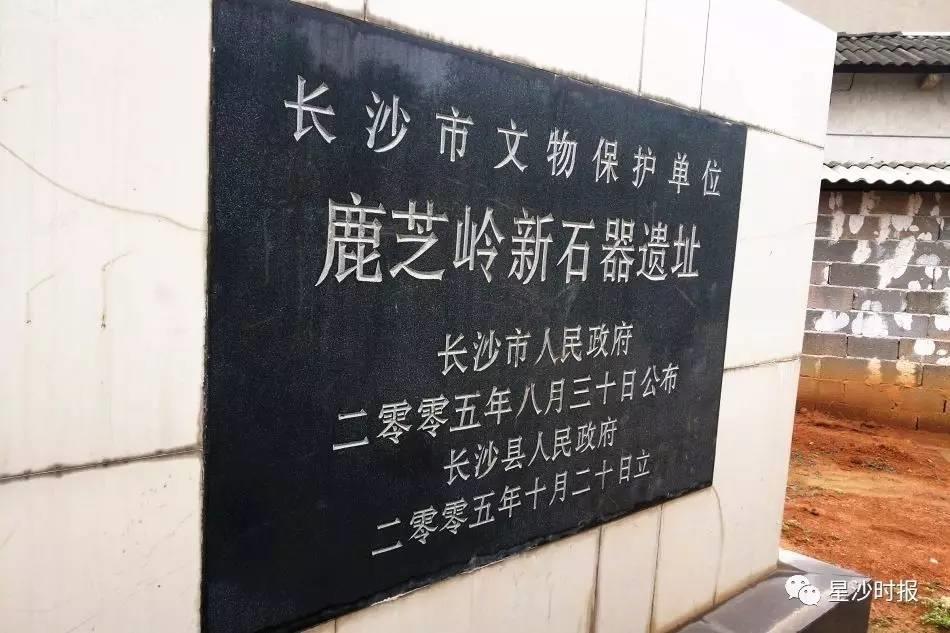 长沙市文物保护单位
鹿芝岭新石器遗址
长沙市人民政府
二零零五年八月三十日公布
长沙县人民政府
二零零五年十月二十日立
星沙时报